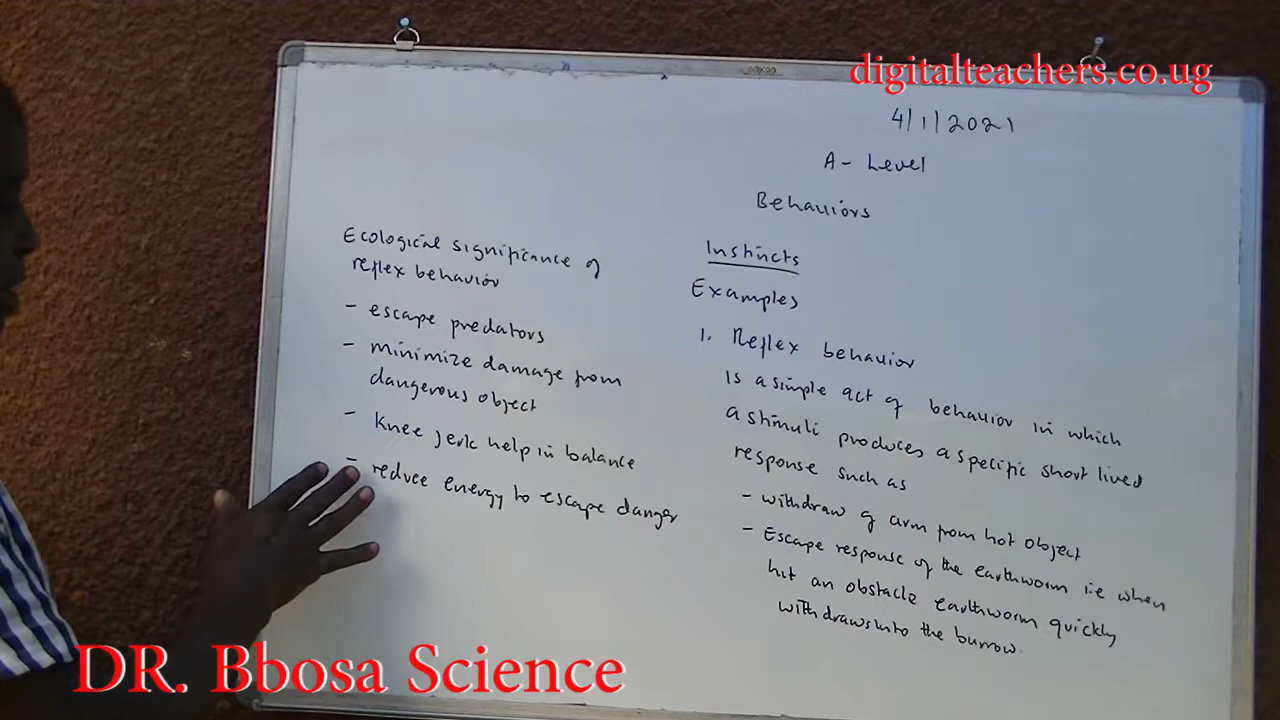 digitalteachers.co.ug
4/1/2021
A- Level
Behaviors
Instincts
Examples
1. Reflex behavior
Is a simple act of behavior in which
a stimuli produces a specific short lived
response such as
- withdraw of arm from hot object
- Escape response of the earthworm i.e when
hit an obstacle earthworm quickly
withdraws into the burrow.
Ecological significance of
reflex behavior
- escape predators
- minimize damage from
dangerous object
- knee jerk help in balance
- reduce energy to escape danger
DR. Bbosa Science